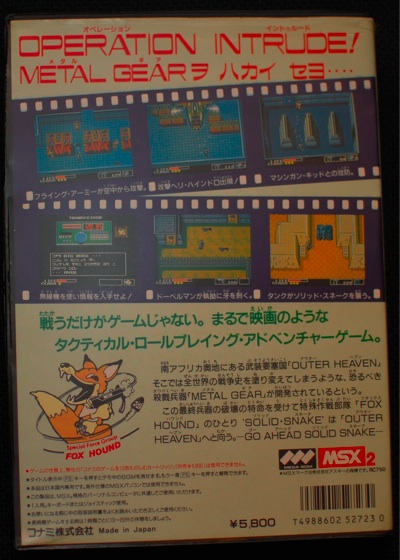 オペレーション イントゥルード
OPERATION INTRUDE!
メタル ギア
METAL GEARヲ ハカイ セヨ‥‥
フライング・アーミーが空中から攻撃。
攻撃ヘリ・ハインドD出現!
マシンガン・キッドとの攻防。
無線機を使い情報を入手せよ!
ドーベルマンが執拗に牙を剥く。
タンクがソリッド・スネークを襲う。
戦うだけがゲームじゃない。まるで映画のような
タクティカル・ロールプレイング・アドベンチャーゲーム。
南アフリカ奥地にある武装要塞国「OUTER HEAVEN」
そこでは全世界の戦争史を塗り変えてしまうような、恐るべき
殺戮兵器「METAL GEAR」が開発されているという。
この最終兵器の破壊の特命を受けて特殊作戦部隊「FOX
HOUND」のひとり‘SOLID・SNAKE’は「OUTER
HEAVEN」へと向う。—GO AHEAD SOLID SNAKE—
Special Force Group
FOX HOUND
MSX2
RC750
¥5,800
コナミ株式会社 Made in Japan
T4988602 52723 0